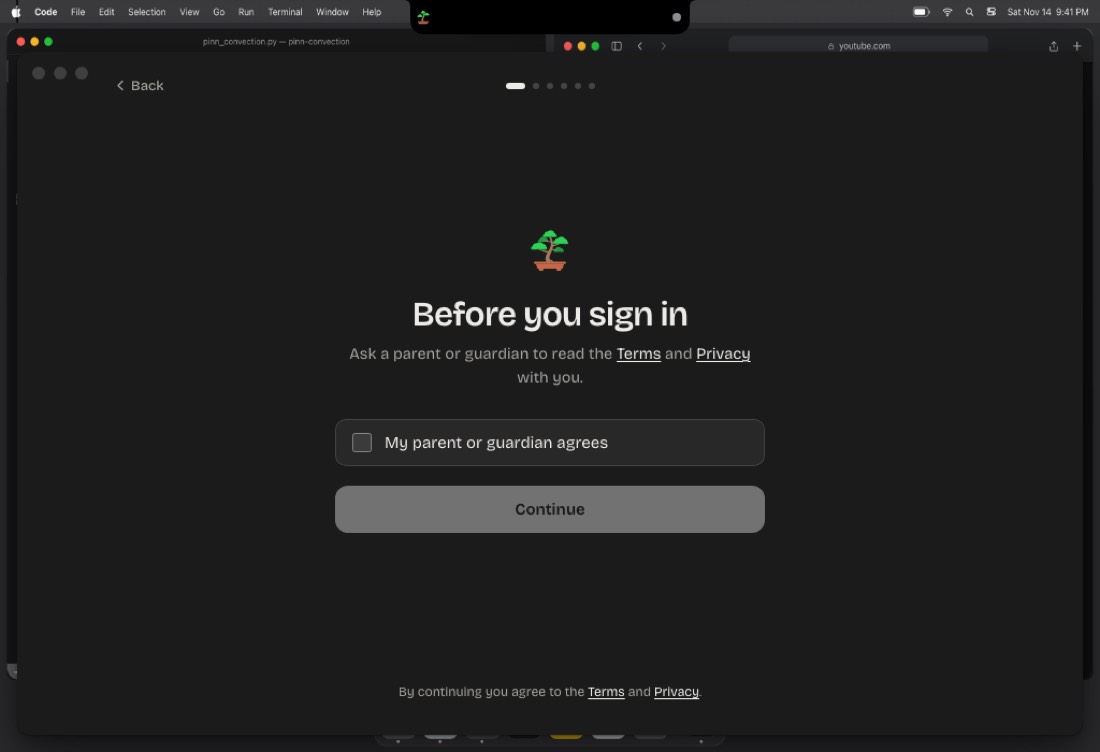 Code File Edit Selection View Go Run Terminal Window Help
Sat Nov 14 9:41 PM
pinn_convection.py — pinn-convection
youtube.com
Back
Before you sign in
Ask a parent or guardian to read the Terms and Privacy
with you.
My parent or guardian agrees
Continue
By continuing you agree to the Terms and Privacy.